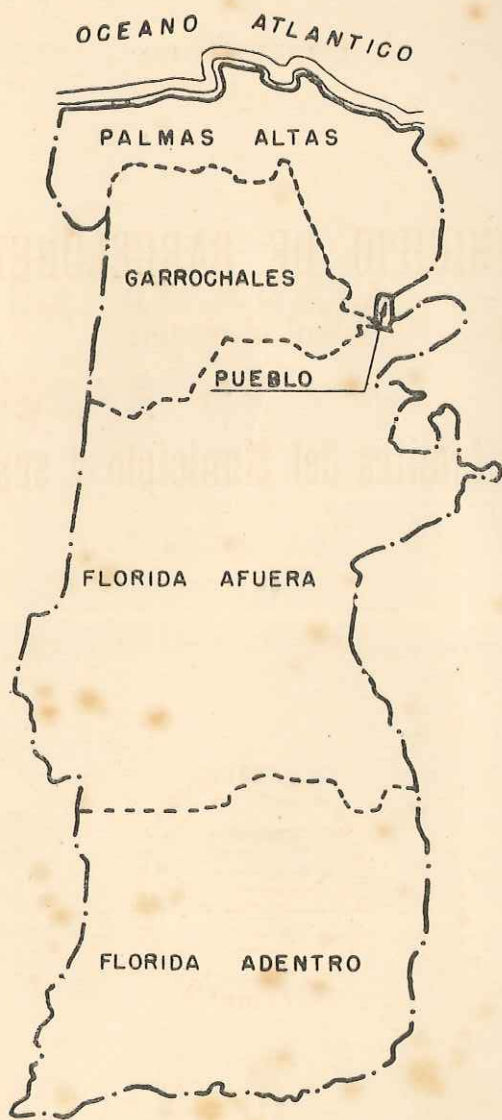 OCEANO ATLANTICO
PALMAS ALTAS
GARROCHALES
PUEBLO
FLORIDA AFUERA
FLORIDA ADENTRO